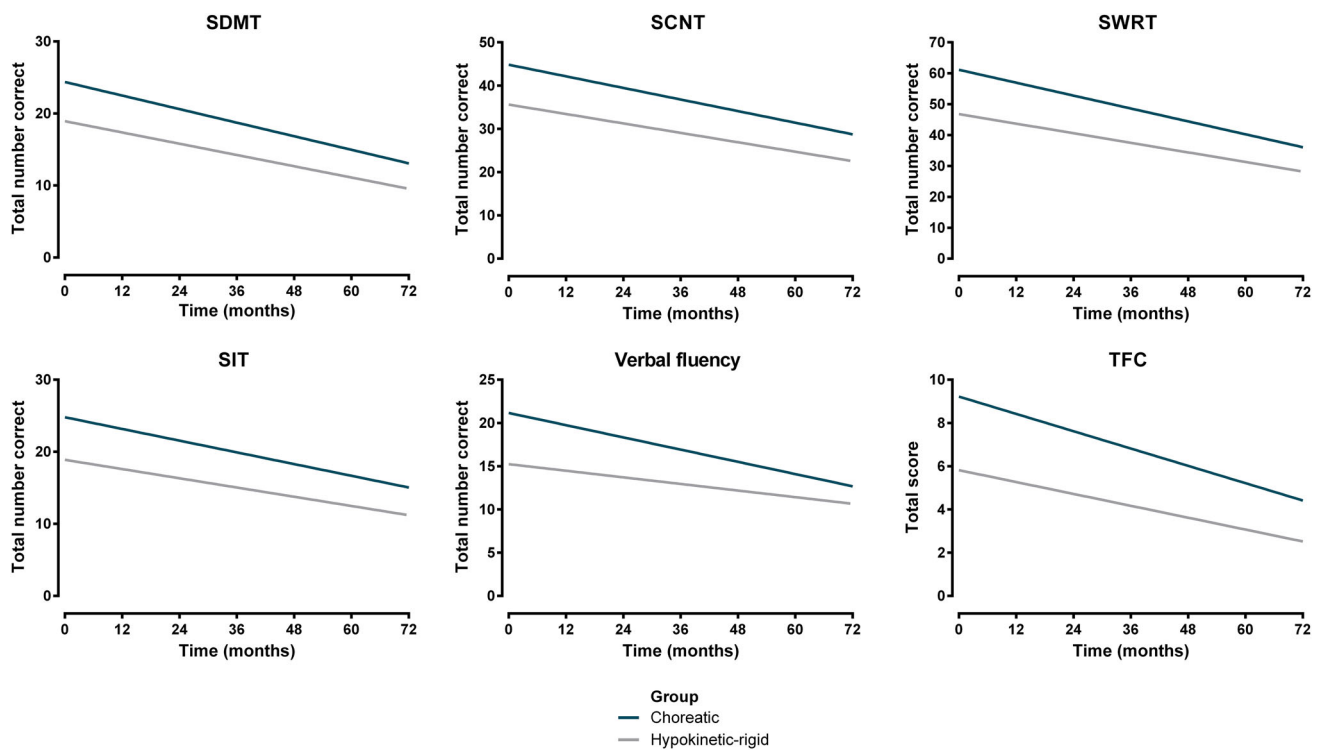 SDMT
Total number correct
30
20
10
0
0 12 24 36 48 60 72
Time (months)
SCNT
Total number correct
50
40
30
20
10
0
0 12 24 36 48 60 72
Time (months)
SWRT
Total number correct
70
60
50
40
30
20
10
0
0 12 24 36 48 60 72
Time (months)
SIT
Total number correct
30
20
10
0
0 12 24 36 48 60 72
Time (months)
Verbal fluency
Total number correct
25
20
15
10
5
0
0 12 24 36 48 60 72
Time (months)
TFC
Total score
10
8
6
4
2
0
0 12 24 36 48 60 72
Time (months)
Group
Choreatic
Hypokinetic-rigid